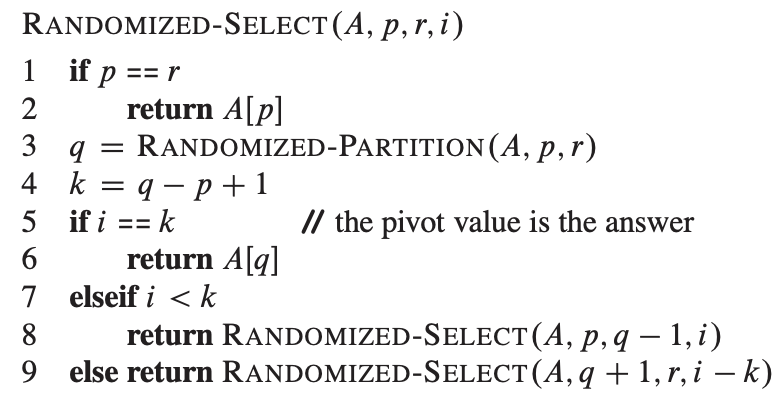 RANDOMIZED-SELECT(A, p, r, i)
1 if p == r
2 return A[p]
3 q = RANDOMIZED-PARTITION(A, p, r)
4 k = q − p + 1
5 if i == k // the pivot value is the answer
6 return A[q]
7 elseif i < k
8 return RANDOMIZED-SELECT(A, p, q − 1, i)
9 else return RANDOMIZED-SELECT(A, q + 1, r, i − k)